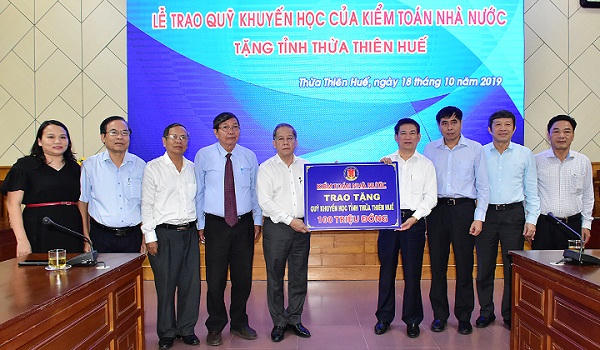 LỄ TRAO QUỸ KHUYẾN HỌC CỦA KIỂM TOÁN NHÀ NƯỚC
TẶNG TỈNH THỪA THIÊN HUẾ
Thừa Thiên Huế, ngày 18 tháng 10 năm 2019
KIỂM TOÁN NHÀ NƯỚC
TRAO TẶNG
QUỸ KHUYẾN HỌC TỈNH THỪA THIÊN HUẾ
100 TRIỆU ĐỒNG